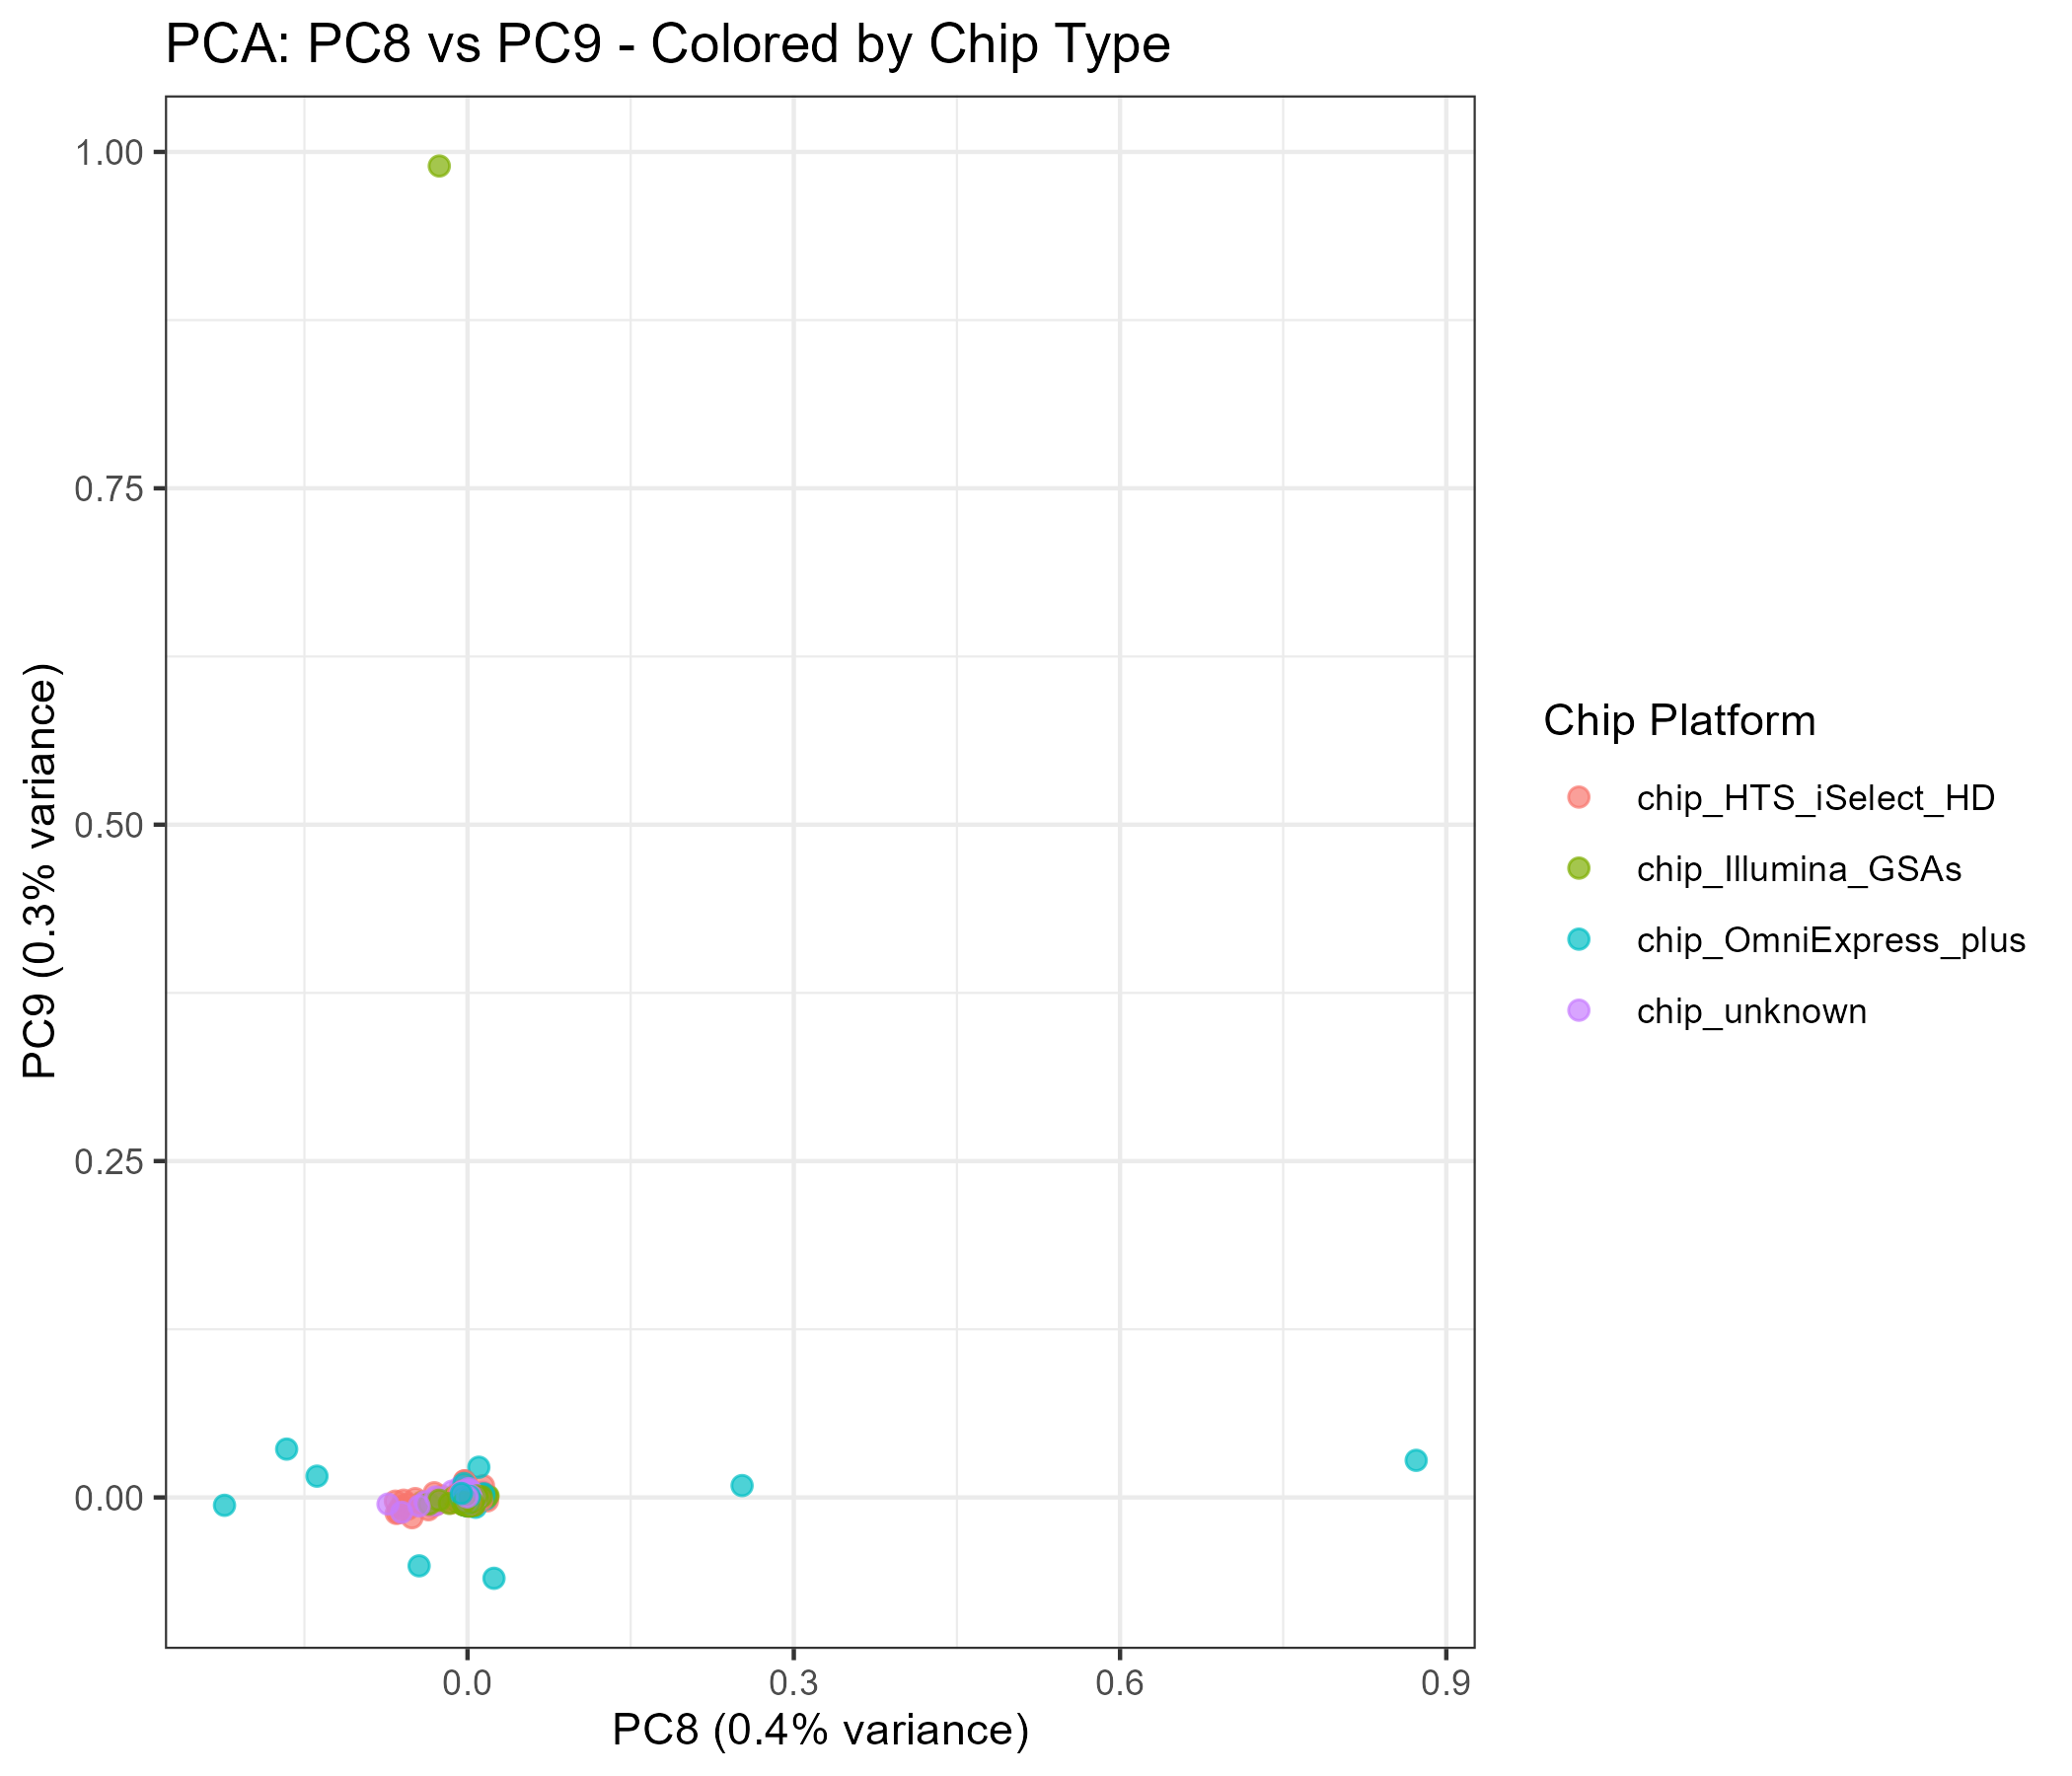 PCA: PC8 vs PC9 - Colored by Chip Type
1.00
0.75
0.50
0.25
0.00
PC9 (0.3% variance)
0.0
0.3
0.6
0.9
PC8 (0.4% variance)
Chip Platform
chip_HTS_iSelect_HD
chip_Illumina_GSAs
chip_OmniExpress_plus
chip_unknown